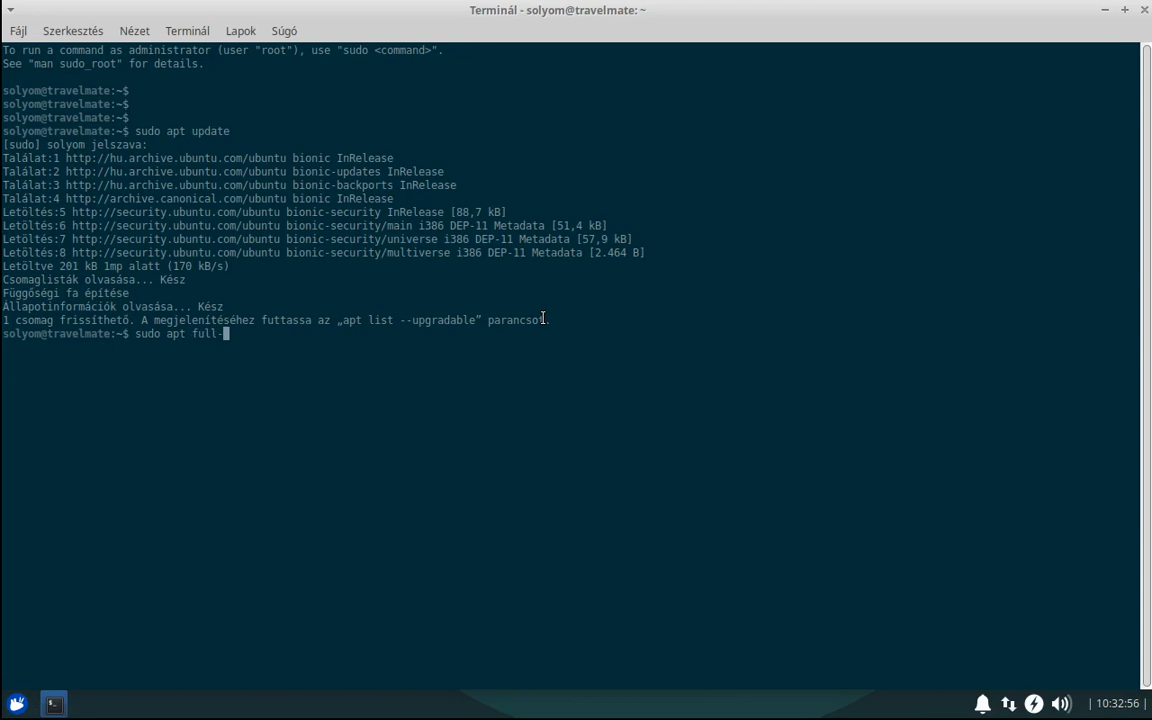 Terminál - solyom@travelmate: ~
Fájl Szerkesztés Nézet Terminál Lapok Súgó
To run a command as administrator (user "root"), use "sudo <command>".
See "man sudo_root" for details.
solyom@travelmate:~$
solyom@travelmate:~$
solyom@travelmate:~$
solyom@travelmate:~$ sudo apt update
[sudo] solyom jelszava:
Találat:1 http://hu.archive.ubuntu.com/ubuntu bionic InRelease
Találat:2 http://hu.archive.ubuntu.com/ubuntu bionic-updates InRelease
Találat:3 http://hu.archive.ubuntu.com/ubuntu bionic-backports InRelease
Találat:4 http://archive.canonical.com/ubuntu bionic InRelease
Letöltés:5 http://security.ubuntu.com/ubuntu bionic-security InRelease [88,7 kB]
Letöltés:6 http://security.ubuntu.com/ubuntu bionic-security/main i386 DEP-11 Metadata [51,4 kB]
Letöltés:7 http://security.ubuntu.com/ubuntu bionic-security/universe i386 DEP-11 Metadata [57,9 kB]
Letöltés:8 http://security.ubuntu.com/ubuntu bionic-security/multiverse i386 DEP-11 Metadata [2.464 B]
Letöltve 201 kB 1mp alatt (170 kB/s)
Csomaglisták olvasása... Kész
Függőségi fa építése
Állapotinformációk olvasása... Kész
1 csomag frissíthető. A megjelenítéséhez futtassa az „apt list --upgradable” parancsot.
solyom@travelmate:~$ sudo apt full-
$_
10:32:56